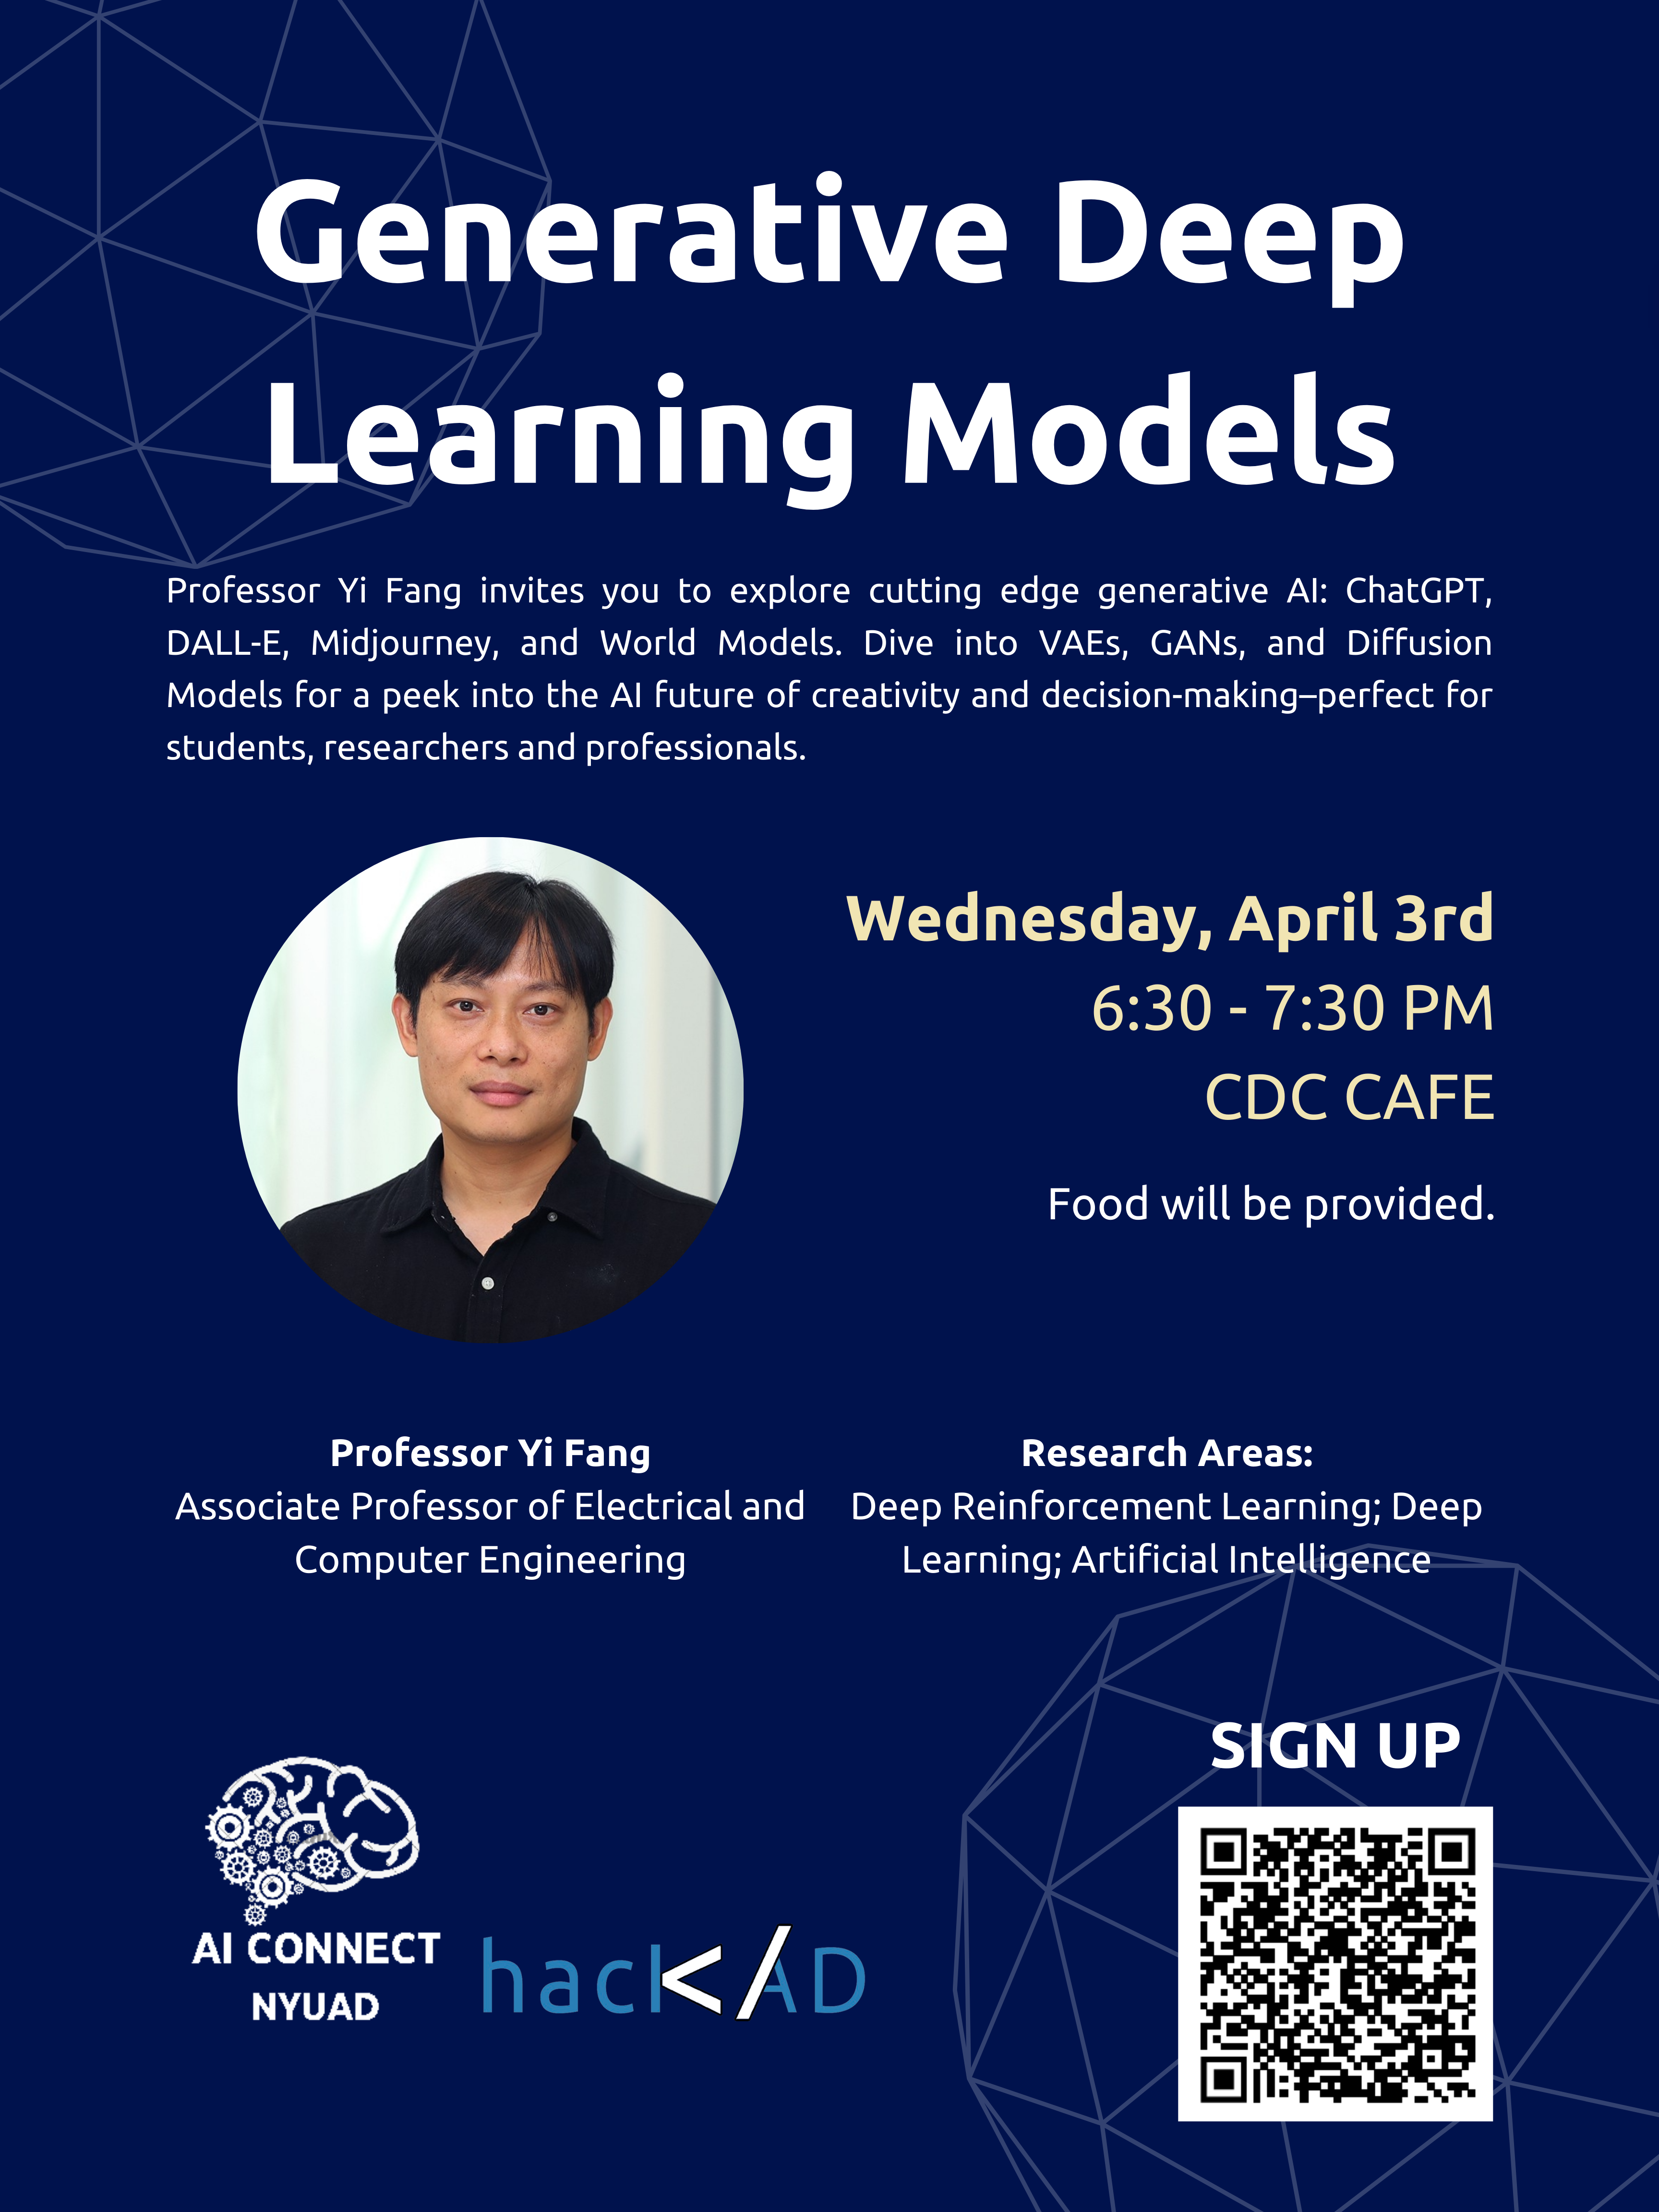 Generative Deep
Learning Models
Professor Yi Fang invites you to explore cutting edge generative AI: ChatGPT,
DALL-E, Midjourney, and World Models. Dive into VAEs, GANs, and Diffusion
Models for a peek into the AI future of creativity and decision-making–perfect for
students, researchers and professionals.
Wednesday, April 3rd
6:30 - 7:30 PM
CDC CAFE
Food will be provided.
Professor Yi Fang
Associate Professor of Electrical and
Computer Engineering
Research Areas:
Deep Reinforcement Learning; Deep
Learning; Artificial Intelligence
SIGN UP
AI CONNECT
NYUAD
hack</AD